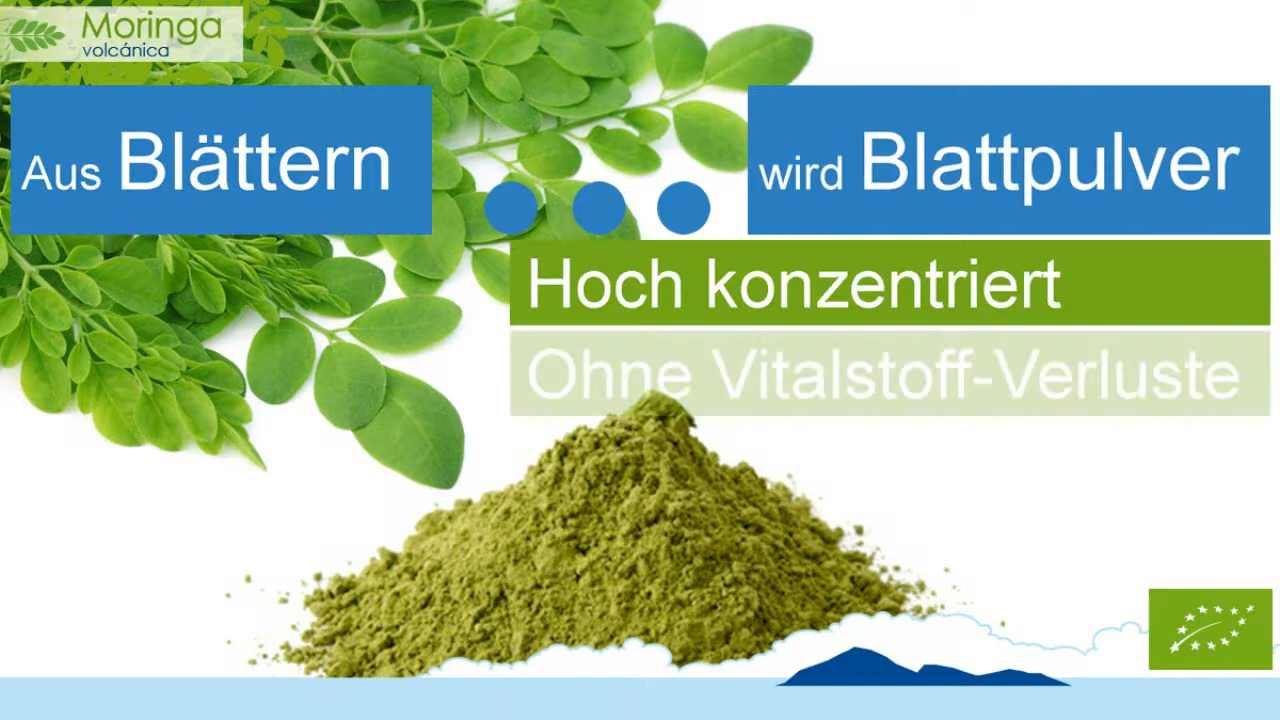 Moringa
volcánica
Aus Blättern
wird Blattpulver
Hoch konzentriert
Ohne Vitalstoff-Verluste